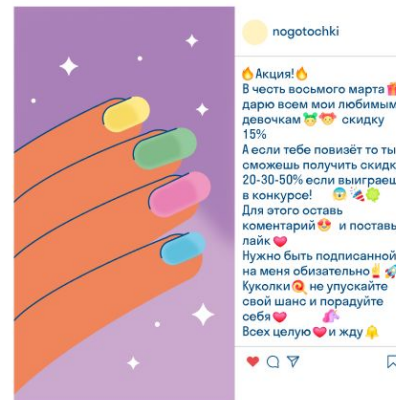 nogotochki
🔥Акция!🔥
В честь восьмого марта🎁
дарю всем мои любимым
девочкам👧👶 скидку
15%
А если тебе повизёт то ты
сможешь получить скидк
20-30-50% если выиграеш
в конкурсе! 😱🎉
Для этого оставь
коментарий😍 и поставь
лайк❤️
Нужно быть подписанной
на меня обязательно✌️🚀
Куколки🍭 не упускайте
свой шанс и порадуйте
себя❤️ 🦄
Всех целую❤️и жду🔔